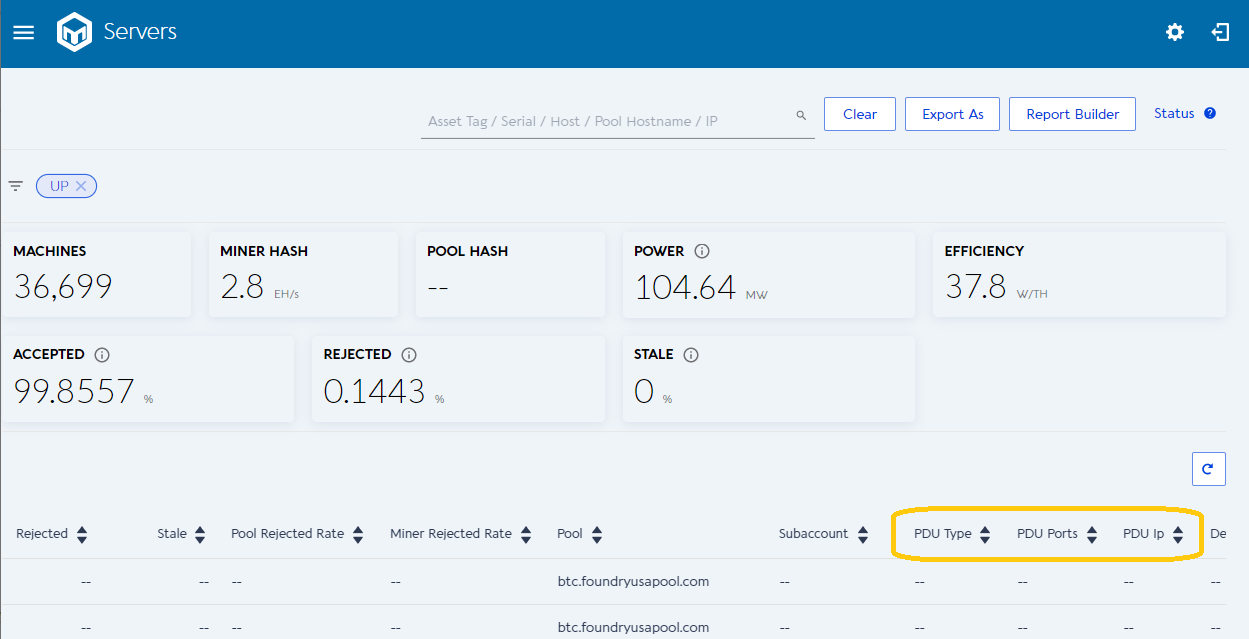 Servers
Asset Tag / Serial / Host / Pool Hostname / IP
Clear
Export As
Report Builder
Status
UP
MACHINES
36,699
MINER HASH
2.8 EH/s
POOL HASH
--
POWER
104.64 MW
EFFICIENCY
37.8 W/TH
ACCEPTED
99.8557 %
REJECTED
0.1443 %
STALE
0 %
Rejected Stale Pool Rejected Rate Miner Rejected Rate Pool Subaccount PDU Type PDU Ports PDU Ip De
-- -- -- -- btc.foundryusapool.com -- -- -- -- --
-- -- -- -- btc.foundryusapool.com -- -- -- -- --